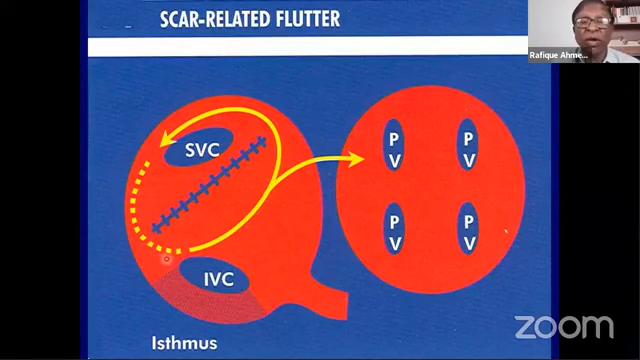 SCAR-RELATED FLUTTER
Rafique Ahme...
SVC
P
V
P
V
P
V
P
V
IVC
Isthmus
zoom